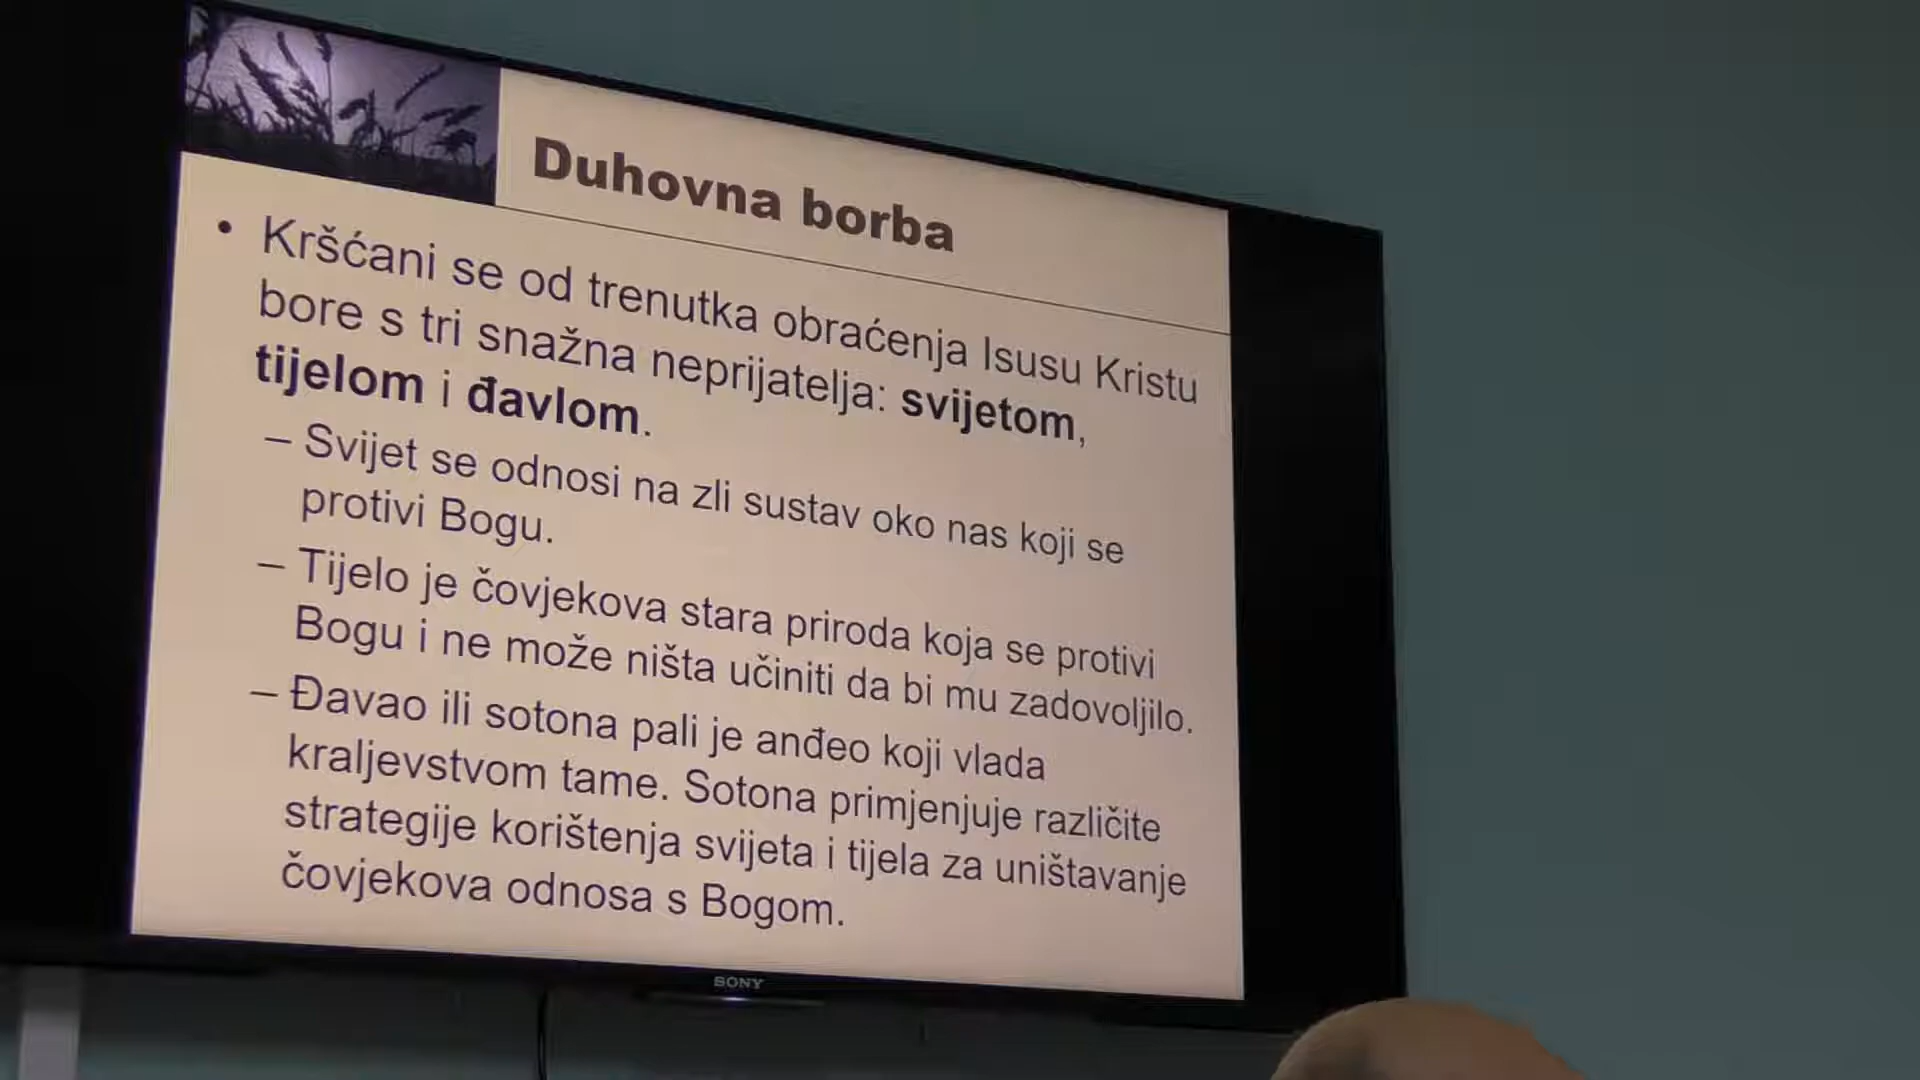 Duhovna borba
• Kršćani se od trenutka obraćenja Isusu Kristu
bore s tri snažna neprijatelja: svijetom,
tijelom i đavlom.
– Svijet se odnosi na zli sustav oko nas koji se
protivi Bogu.
– Tijelo je čovjekova stara priroda koja se protivi
Bogu i ne može ništa učiniti da bi mu zadovoljilo.
– Đavao ili sotona pali je anđeo koji vlada
kraljevstvom tame. Sotona primjenjuje različite
strategije korištenja svijeta i tijela za uništavanje
čovjekova odnosa s Bogom.
SONY